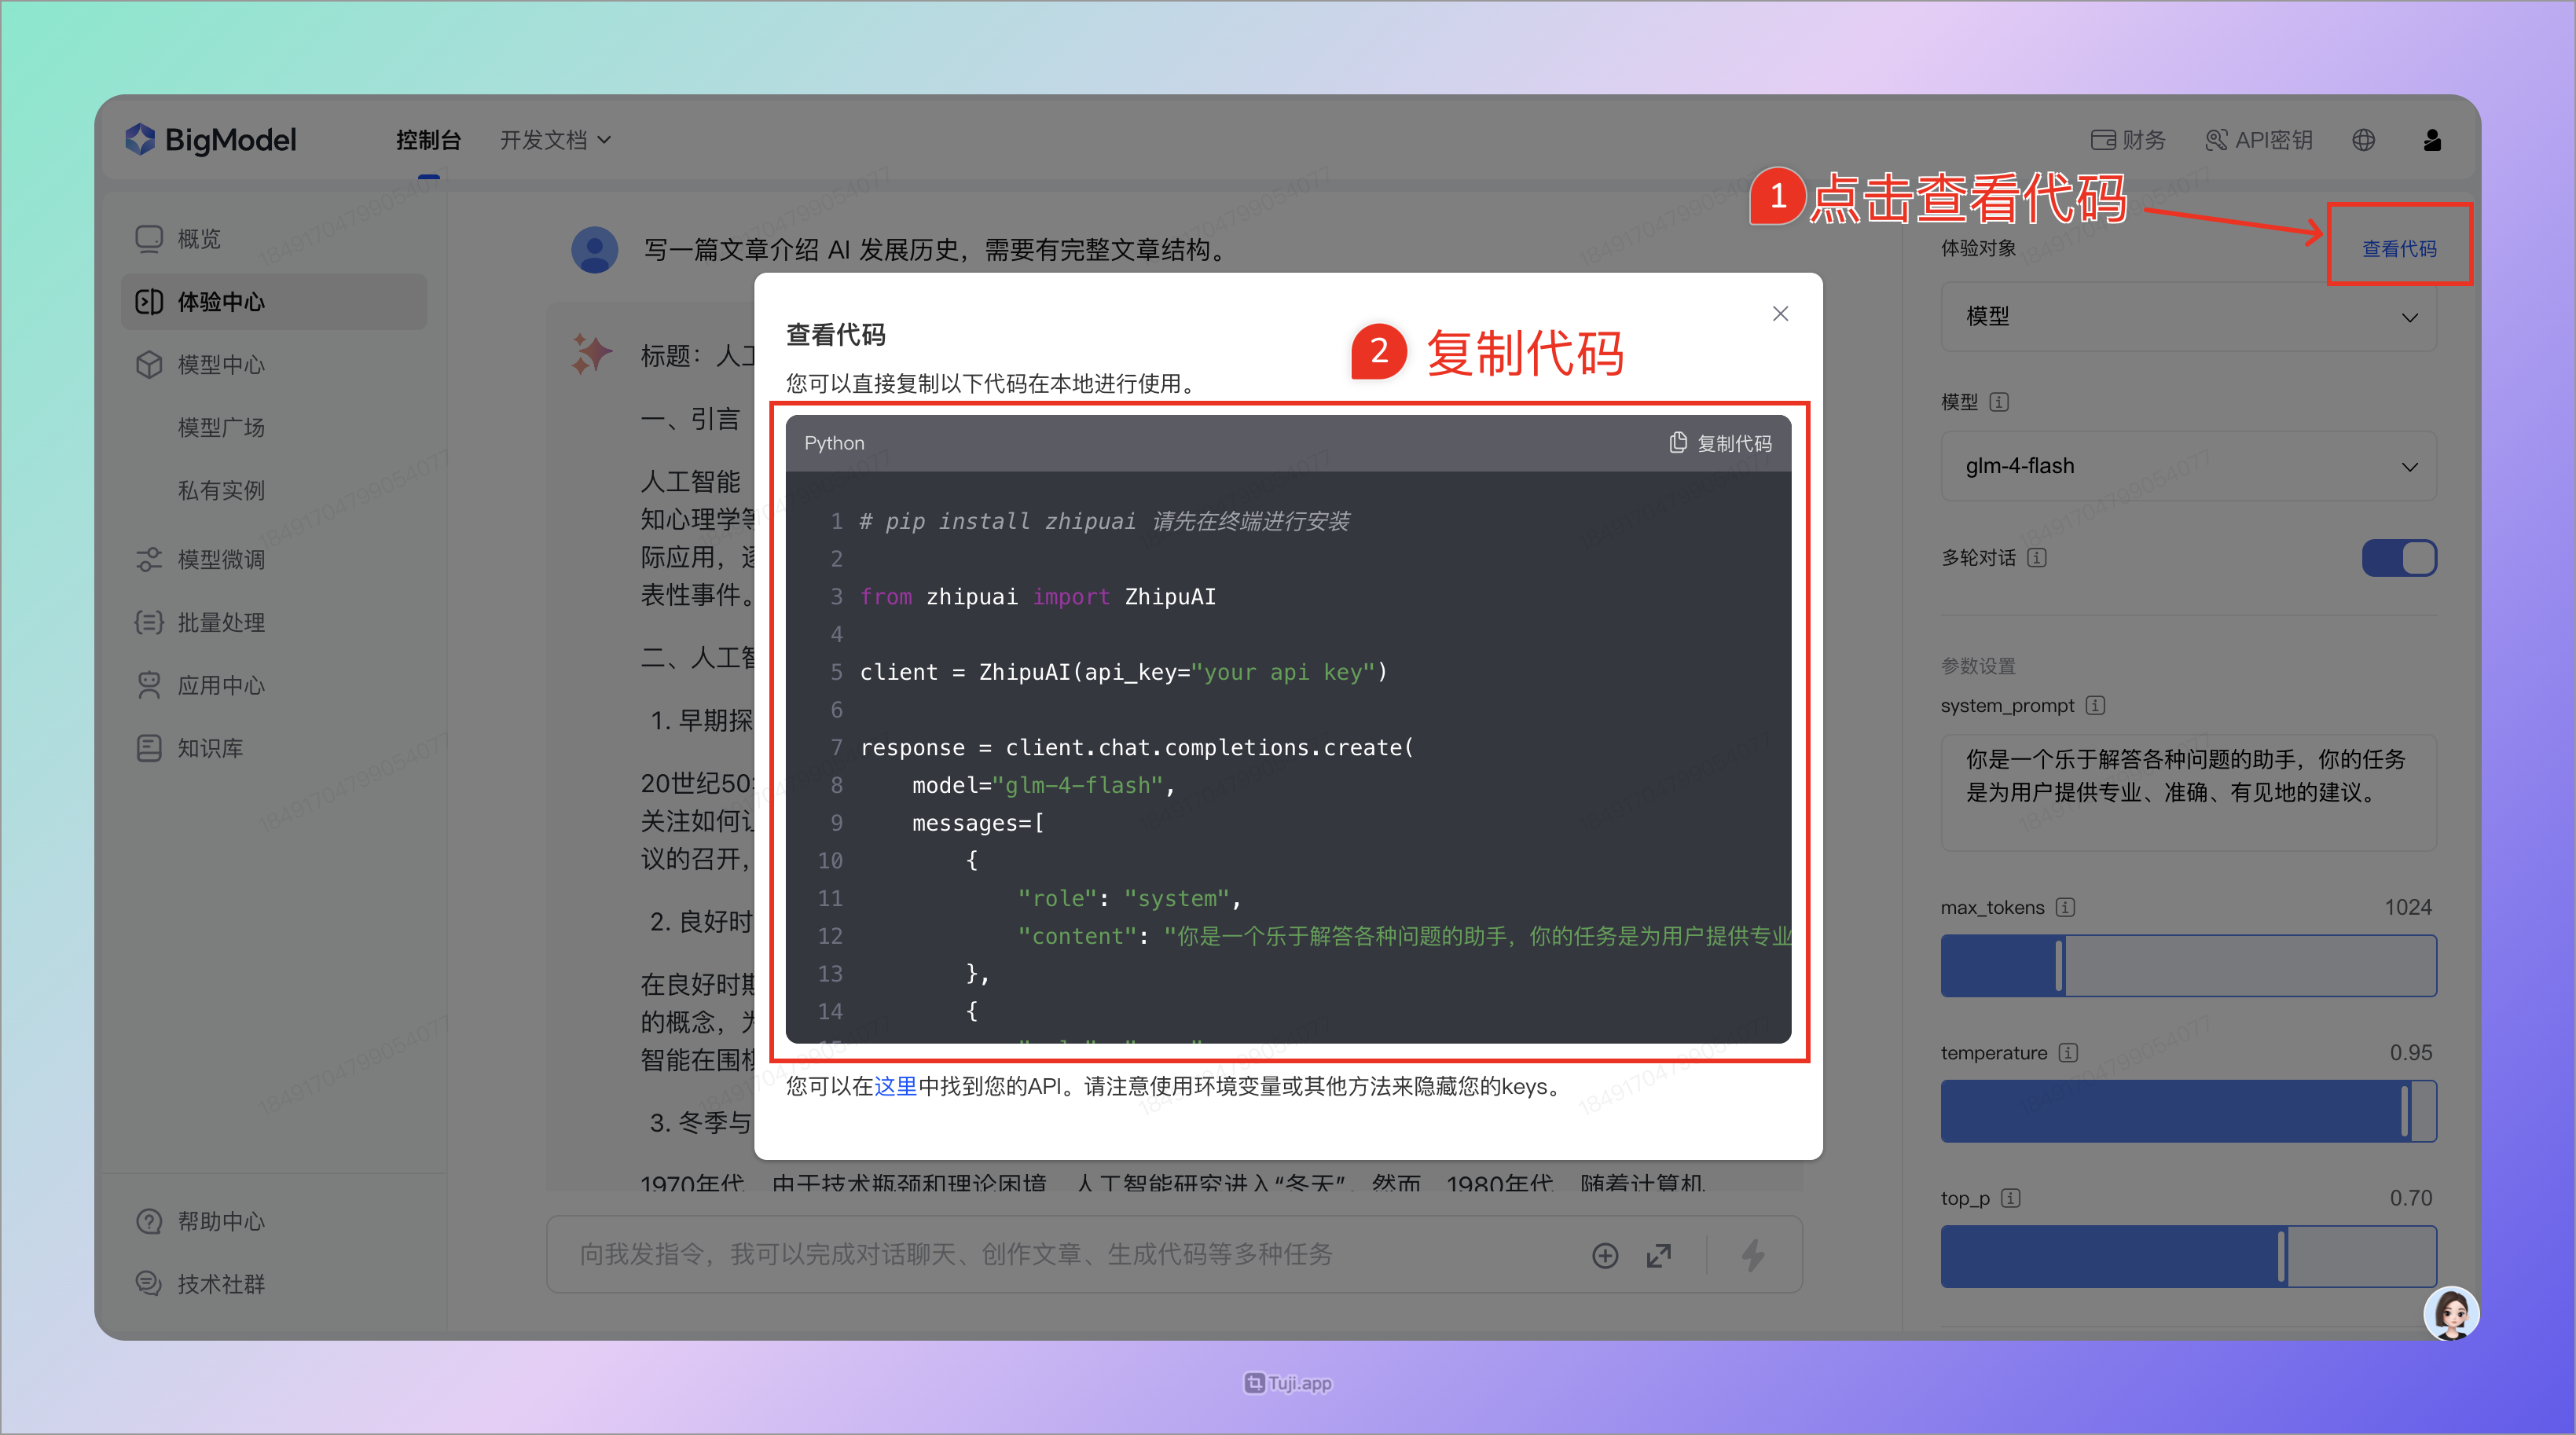 BigModel
控制台
开发文档
财务
API密钥
1 点击查看代码
概览
体验中心
模型中心
模型广场
私有实例
模型微调
批量处理
应用中心
知识库
帮助中心
技术社群
写一篇文章介绍 AI 发展历史，需要有完整文章结构。
标题：人工
一、引言
人工智能
知心理学等
际应用，逐
表性事件。
二、人工智
1. 早期探
20世纪50年
关注如何让
议的召开，
2. 良好时
在良好时期
的概念，为
智能在围棋
3. 冬季与
1970年代，由于技术瓶颈和理论困境，人工智能研究进入“冬天”。然而，1980年代，随着计算机
向我发指令，我可以完成对话聊天、创作文章、生成代码等多种任务
查看代码
2 复制代码
您可以直接复制以下代码在本地进行使用。
Python
复制代码
1 # pip install zhipuai 请先在终端进行安装
2
3 from zhipuai import ZhipuAI
4
5 client = ZhipuAI(api_key="your api key")
6
7 response = client.chat.completions.create(
8 model="glm-4-flash",
9 messages=[
10 {
11 "role": "system",
12 "content": "你是一个乐于解答各种问题的助手，你的任务是为用户提供专业
13 },
14 {
您可以在这里中找到您的API。请注意使用环境变量或其他方法来隐藏您的keys。
体验对象
查看代码
模型
模型
glm-4-flash
多轮对话
参数设置
system_prompt
你是一个乐于解答各种问题的助手，你的任务
是为用户提供专业、准确、有见地的建议。
max_tokens
1024
temperature
0.95
top_p
0.70
Tuji.app